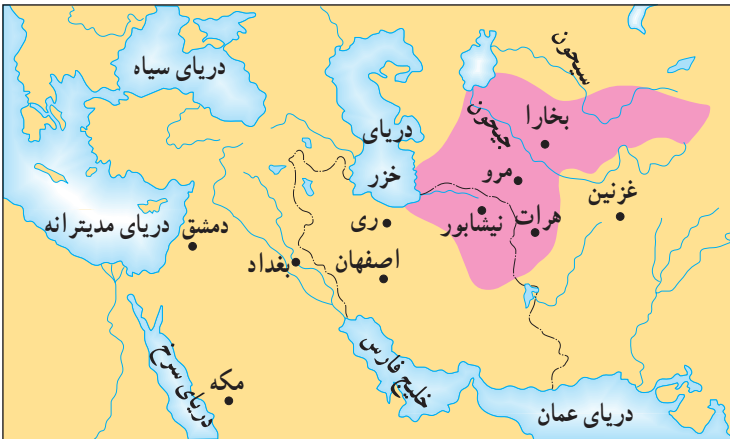 دریای سیاه
سیحون
بخارا
جیحون
دریای
خزر
مرو
غزنین
هرات
نیشابور
ری
دمشق
دریای مدیترانه
اصفهان
بغداد
خلیج فارس
دریای سرخ
مکه
دریای عمان